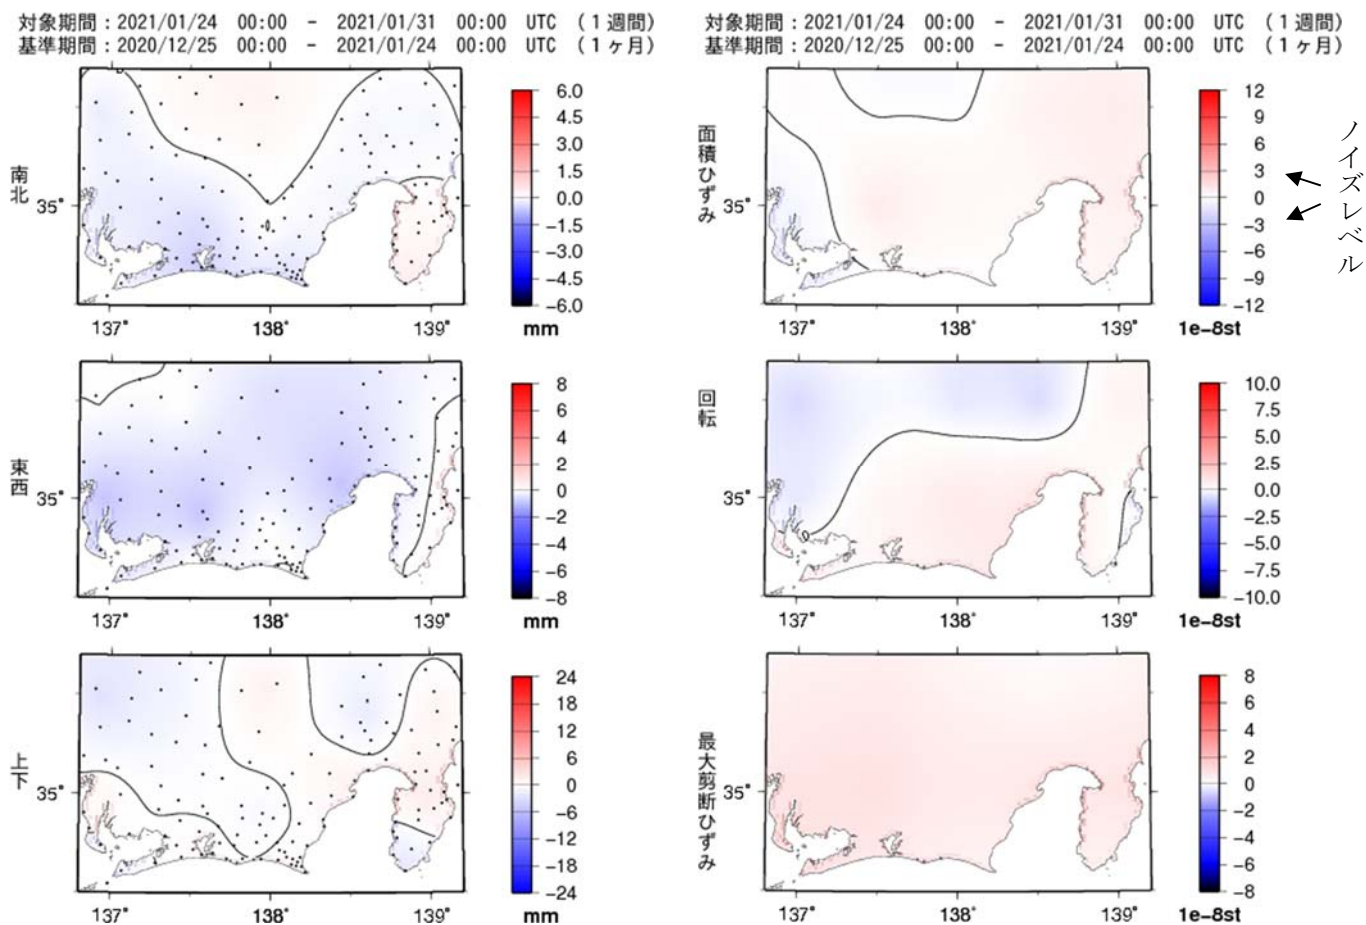 対象期間：2021/01/24 00:00 - 2021/01/31 00:00 UTC （１週間）
基準期間：2020/12/25 00:00 - 2021/01/24 00:00 UTC （１ヶ月）
南北
35°
137° 138° 139°
6.0
4.5
3.0
1.5
0.0
-1.5
-3.0
-4.5
-6.0
mm
東西
35°
137° 138° 139°
8
6
4
2
0
-2
-4
-6
-8
mm
上下
35°
137° 138° 139°
24
18
12
6
0
-6
-12
-18
-24
mm
対象期間：2021/01/24 00:00 - 2021/01/31 00:00 UTC （１週間）
基準期間：2020/12/25 00:00 - 2021/01/24 00:00 UTC （１ヶ月）
面積ひずみ
35°
137° 138° 139°
12
9
6
3
0
-3
-6
-9
-12
1e-8st
ノイズレベル
回転
35°
137° 138° 139°
10.0
7.5
5.0
2.5
0.0
-2.5
-5.0
-7.5
-10.0
1e-8st
最大剪断ひずみ
35°
137° 138° 139°
8
6
4
2
0
-2
-4
-6
-8
1e-8st